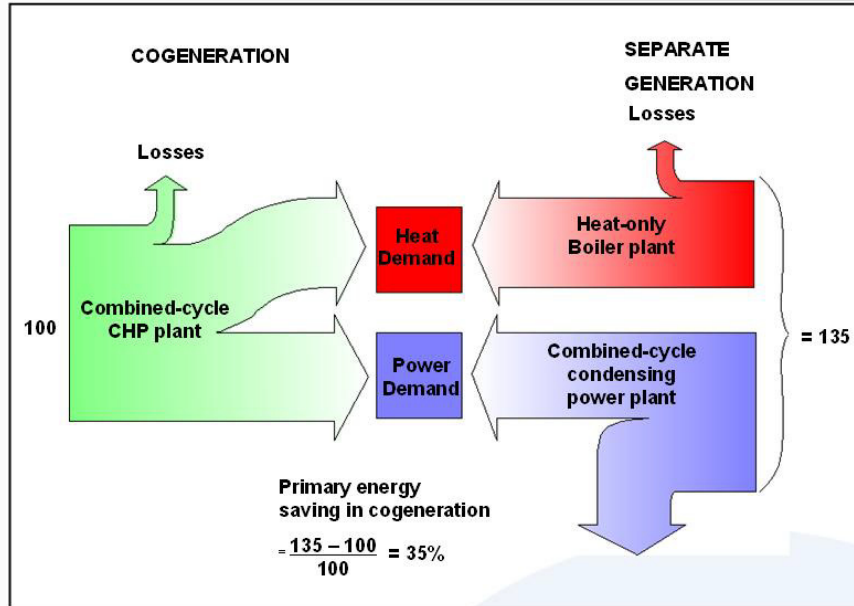 COGENERATION
SEPARATE
GENERATION
Losses
Losses
Heat
Demand
Heat-only
Boiler plant
100
Combined-cycle
CHP plant
Power
Demand
Combined-cycle
condensing
power plant
= 135
Primary energy
saving in cogeneration
= 135 – 100 = 35%
100